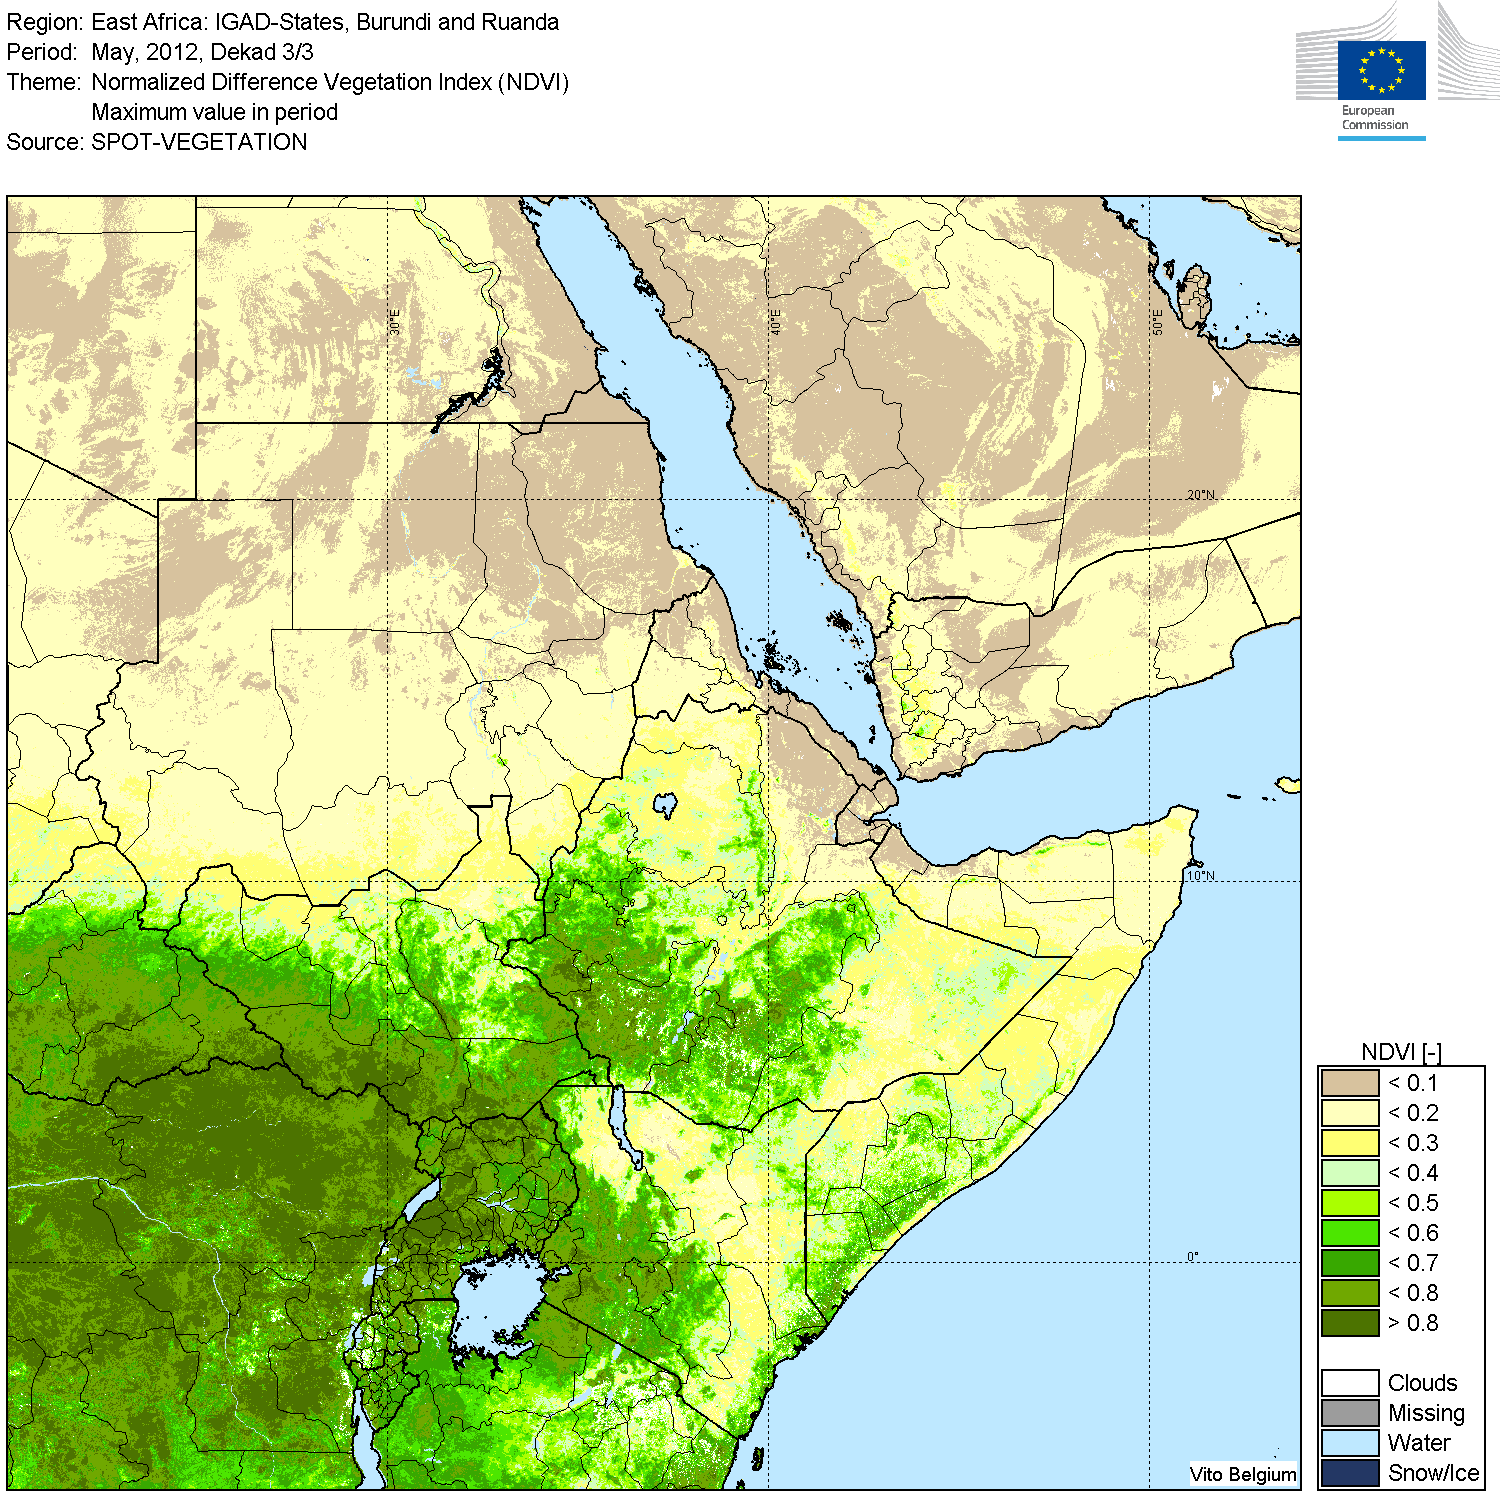 Region: East Africa: IGAD-States, Burundi and Ruanda
Period: May, 2012, Dekad 3/3
Theme: Normalized Difference Vegetation Index (NDVI)
Maximum value in period
Source: SPOT-VEGETATION
European
Commission
30°E
40°E
50°E
20°N
10°N
0°
NDVI [-]
< 0.1
< 0.2
< 0.3
< 0.4
< 0.5
< 0.6
< 0.7
< 0.8
> 0.8
Clouds
Missing
Water
Snow/Ice
Vito Belgium